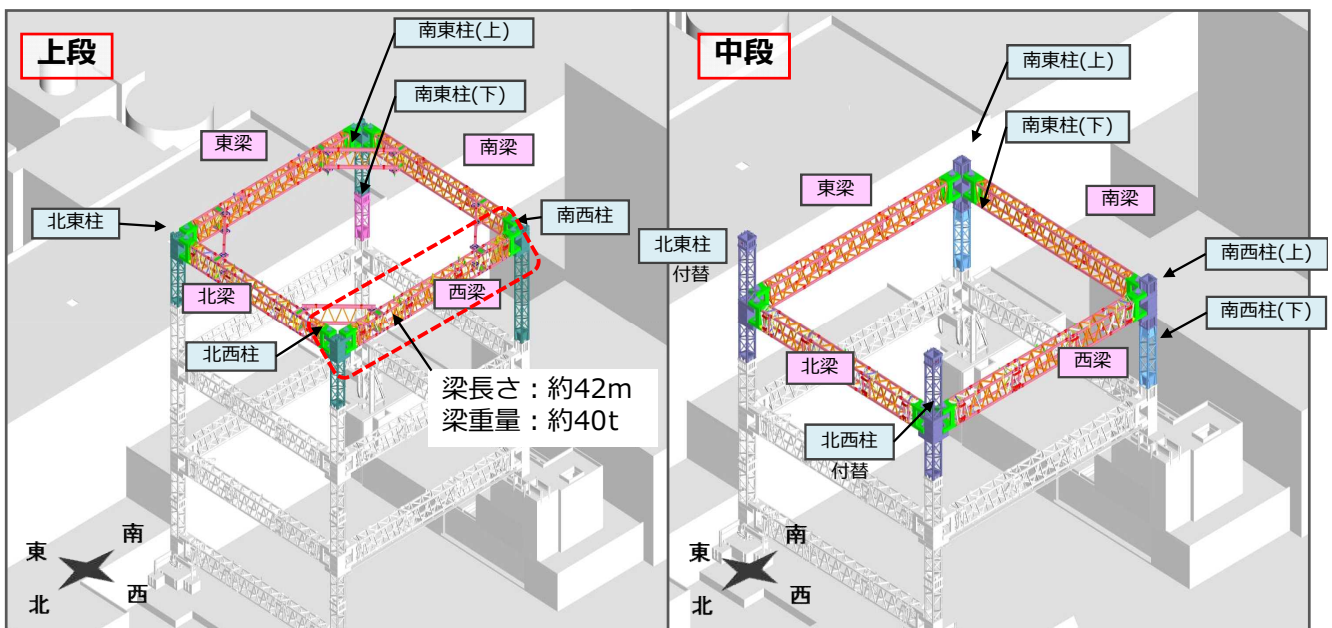 上段
南東柱(上)
南東柱(下)
東梁
南梁
北東柱
南西柱
北梁
西梁
北西柱
梁長さ：約42m
梁重量：約40t
東
南
北
西
中段
南東柱(上)
南東柱(下)
東梁
南梁
北東柱
付替
南西柱(上)
南西柱(下)
北梁
西梁
北西柱
付替
東
南
北
西